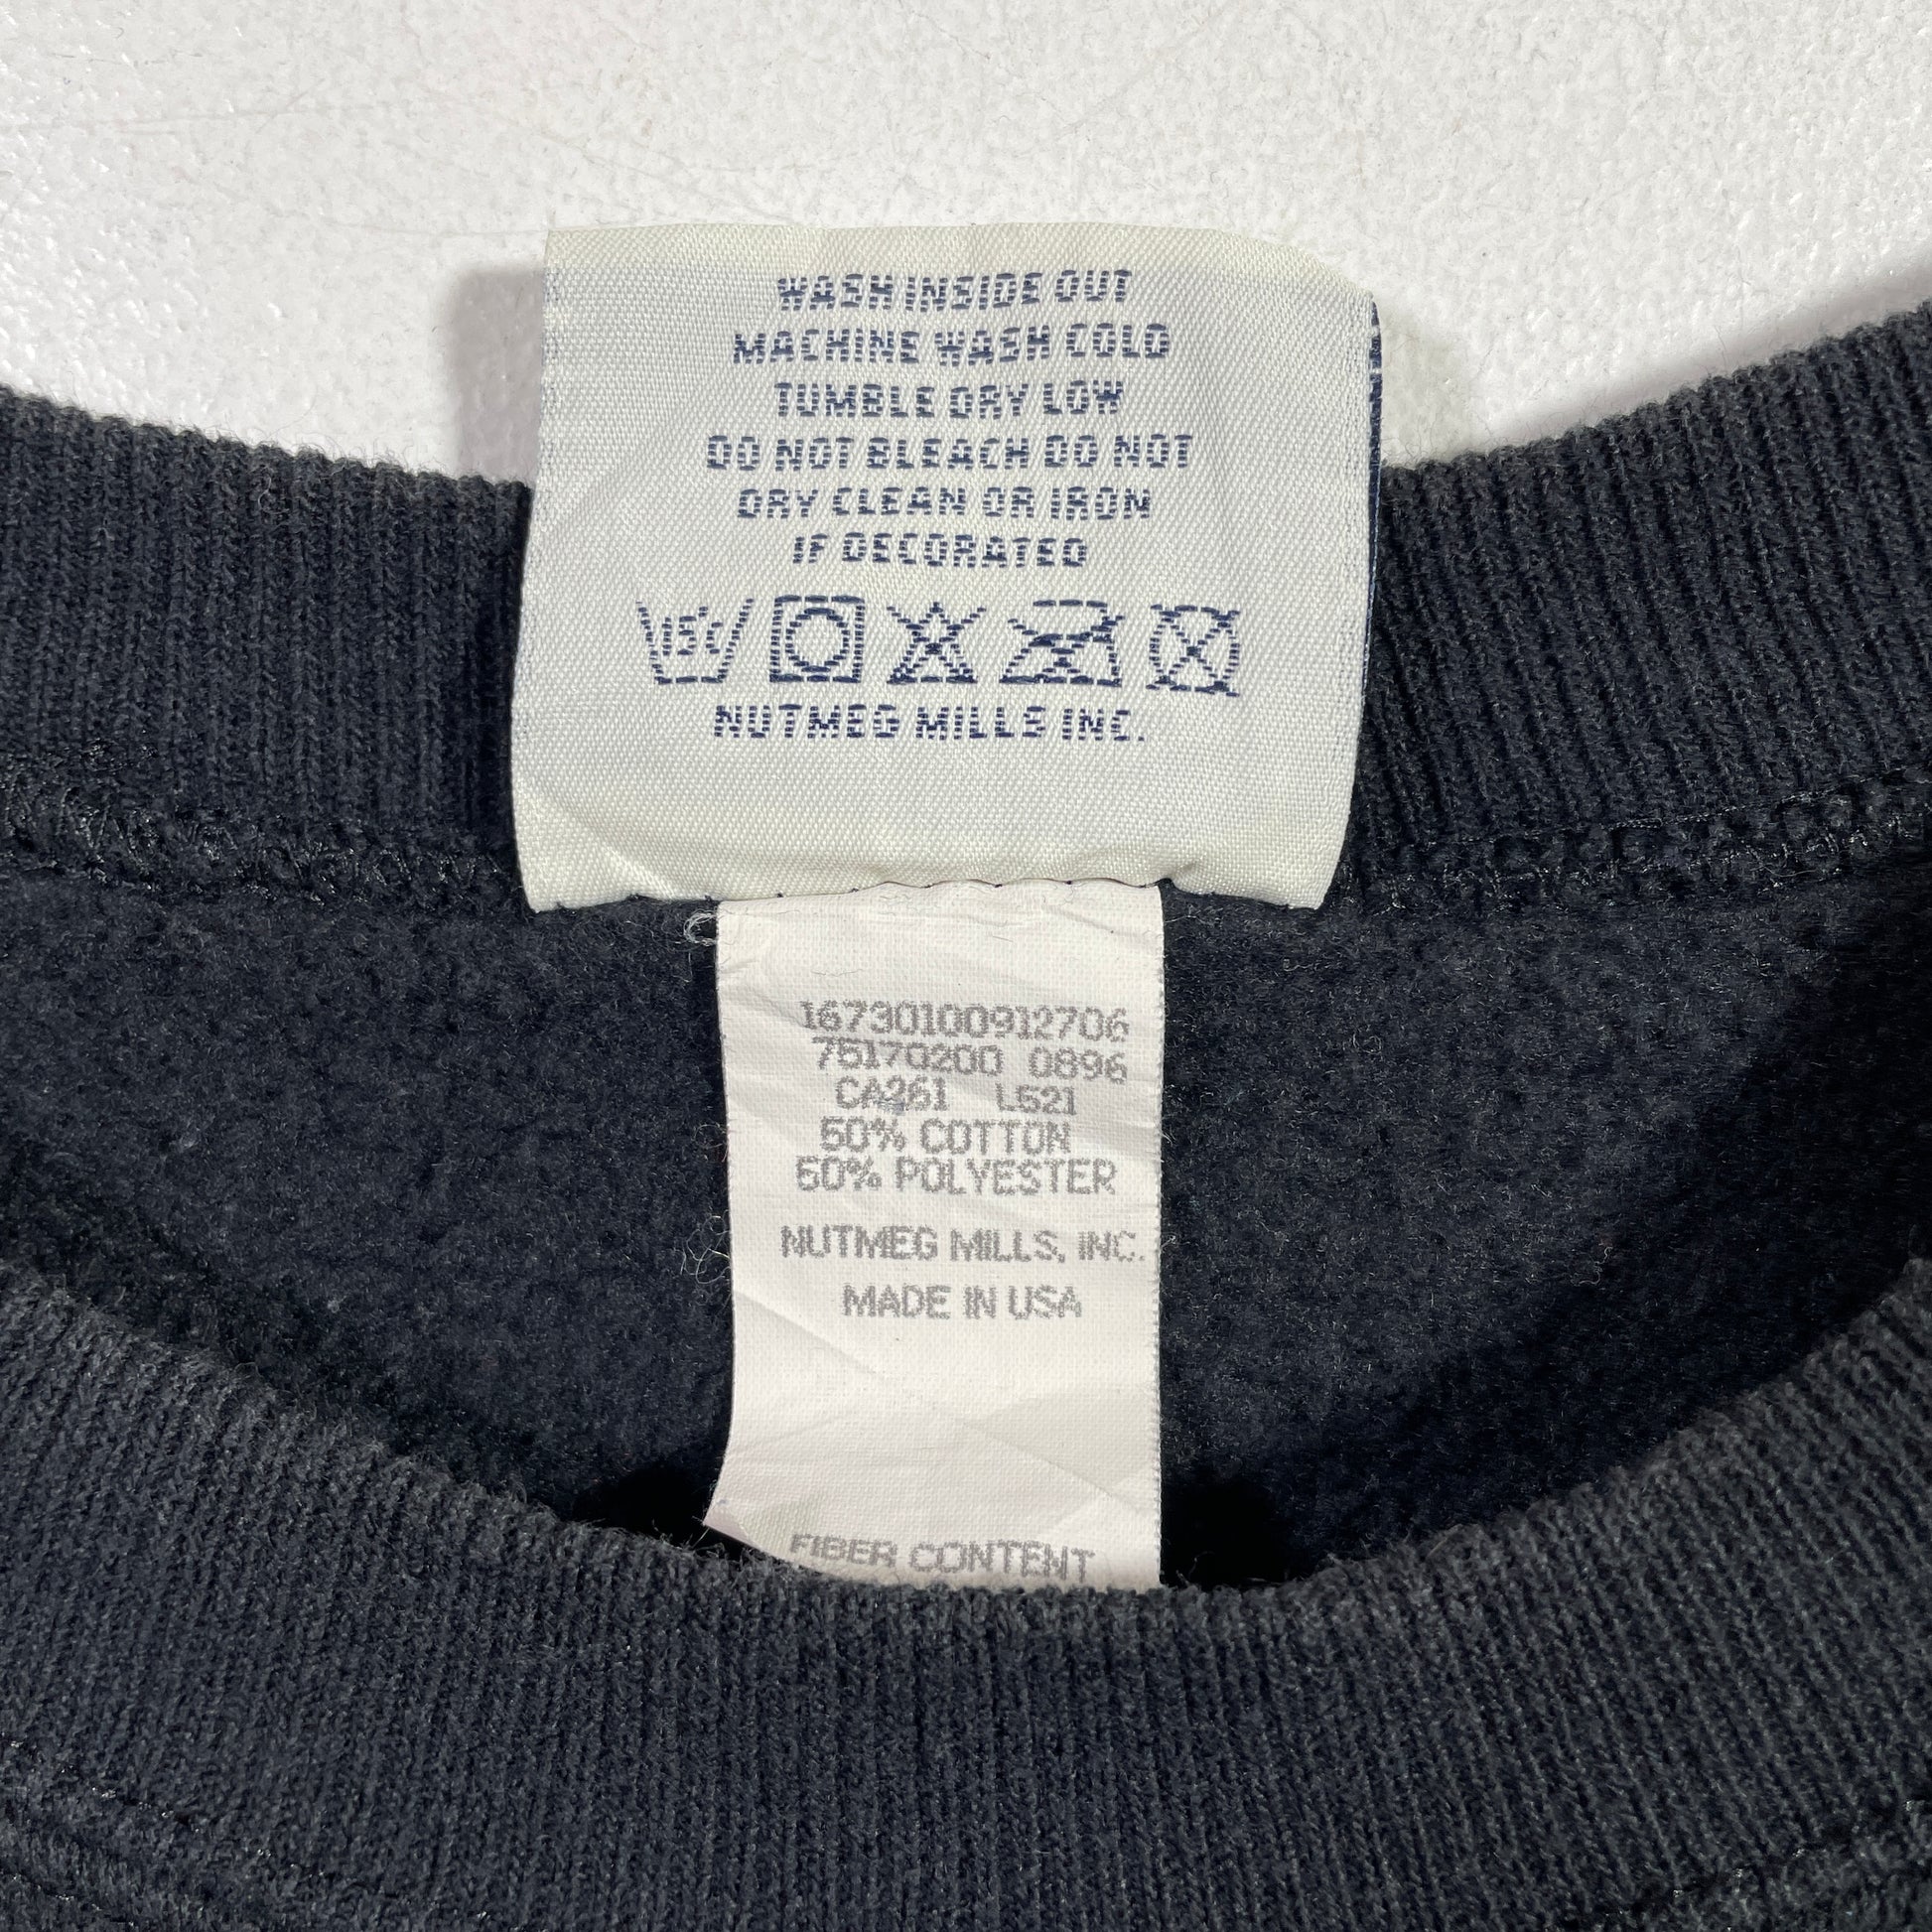 WASH INSIDE OUT
MACHINE WASH COLD
TUMBLE DRY LOW
DO NOT BLEACH DO NOT
DRY CLEAN OR IRON
IF DECORATED
15C
NUTMEG MILLS INC.
16730100912706
75170200 0896
CA261 L521
50% COTTON
50% POLYESTER
NUTMEG MILLS, INC.
MADE IN USA
FIBER CONTENT